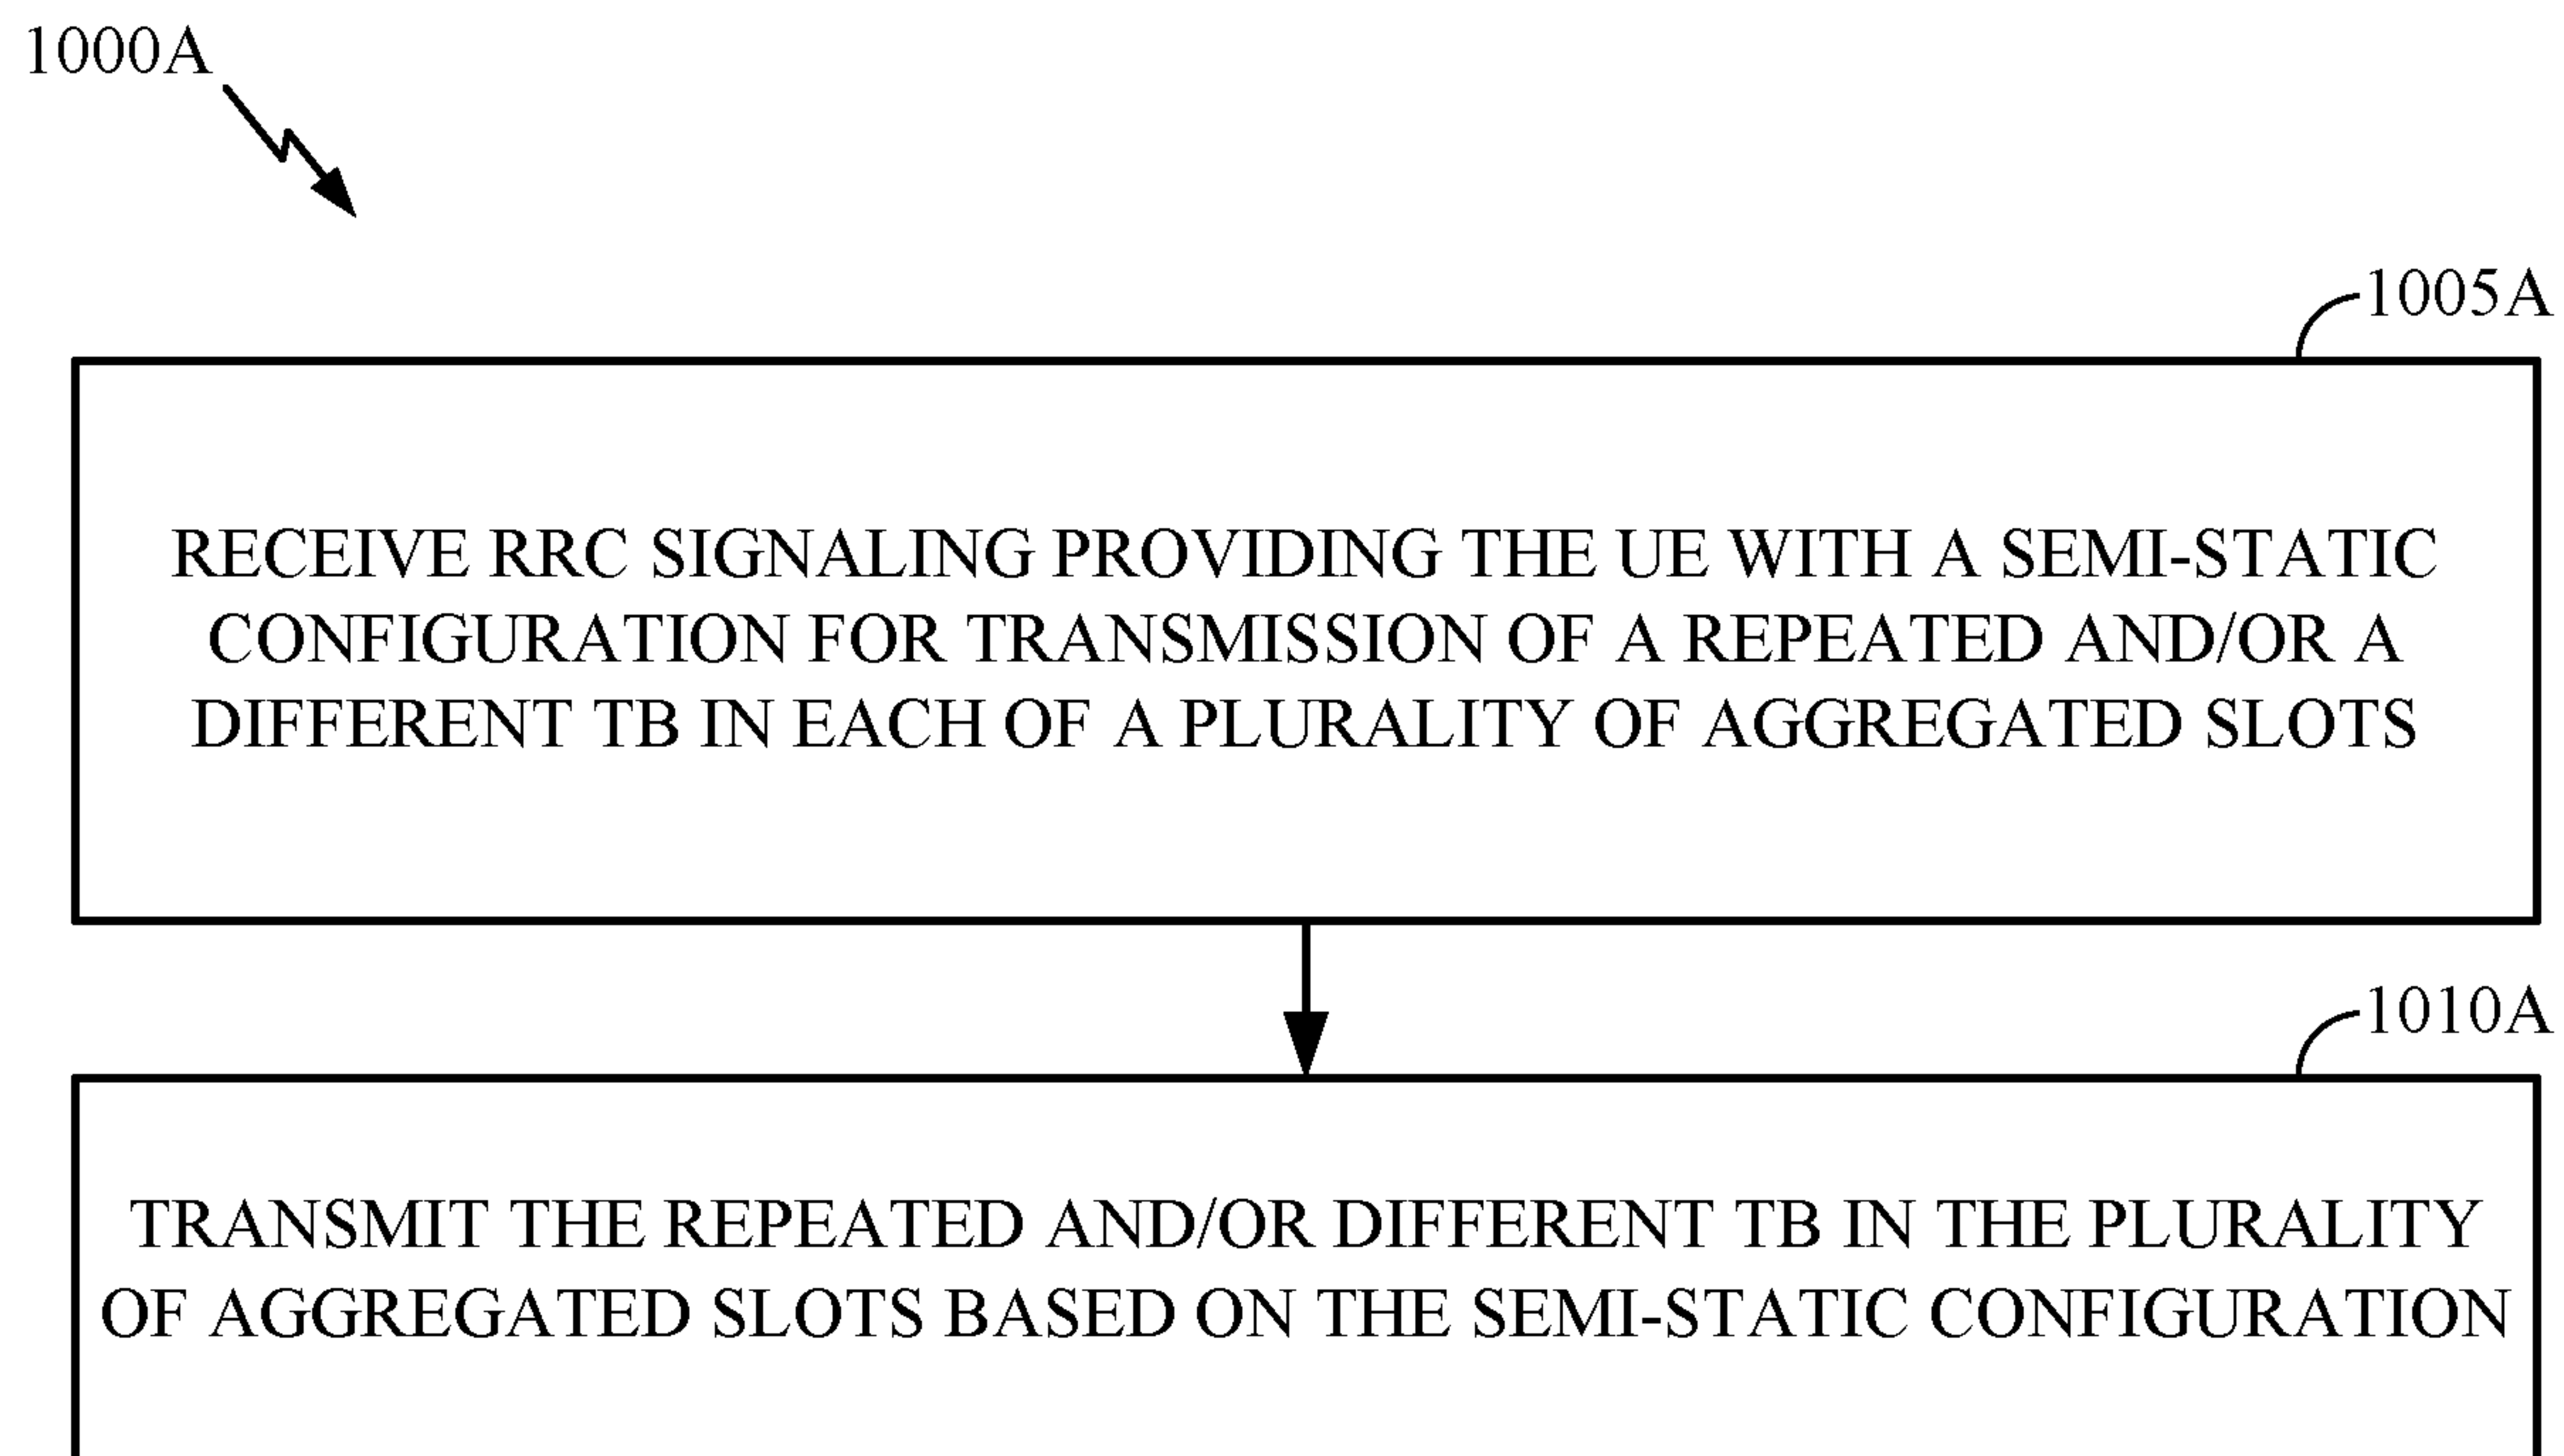 1000A
1005A
RECEIVE RRC SIGNALING PROVIDING THE UE WITH A SEMI-STATIC
CONFIGURATION FOR TRANSMISSION OF A REPEATED AND/OR A
DIFFERENT TB IN EACH OF A PLURALITY OF AGGREGATED SLOTS
1010A
TRANSMIT THE REPEATED AND/OR DIFFERENT TB IN THE PLURALITY
OF AGGREGATED SLOTS BASED ON THE SEMI-STATIC CONFIGURATION